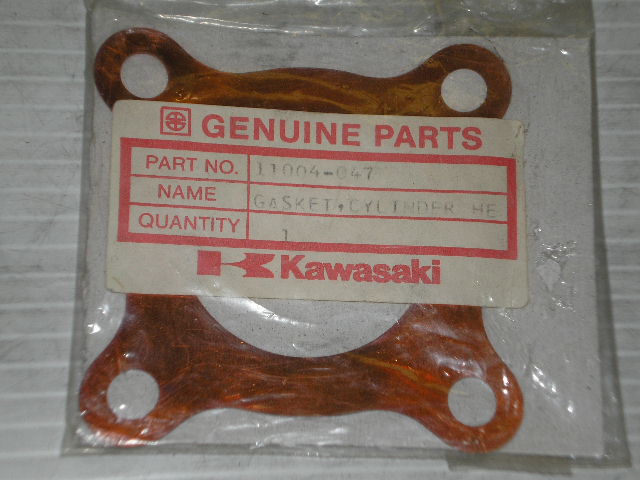 GENUINE PARTS
PART NO. 11004-047
NAME GASKET,CYLINDER HE
QUANTITY 1
Kawasaki